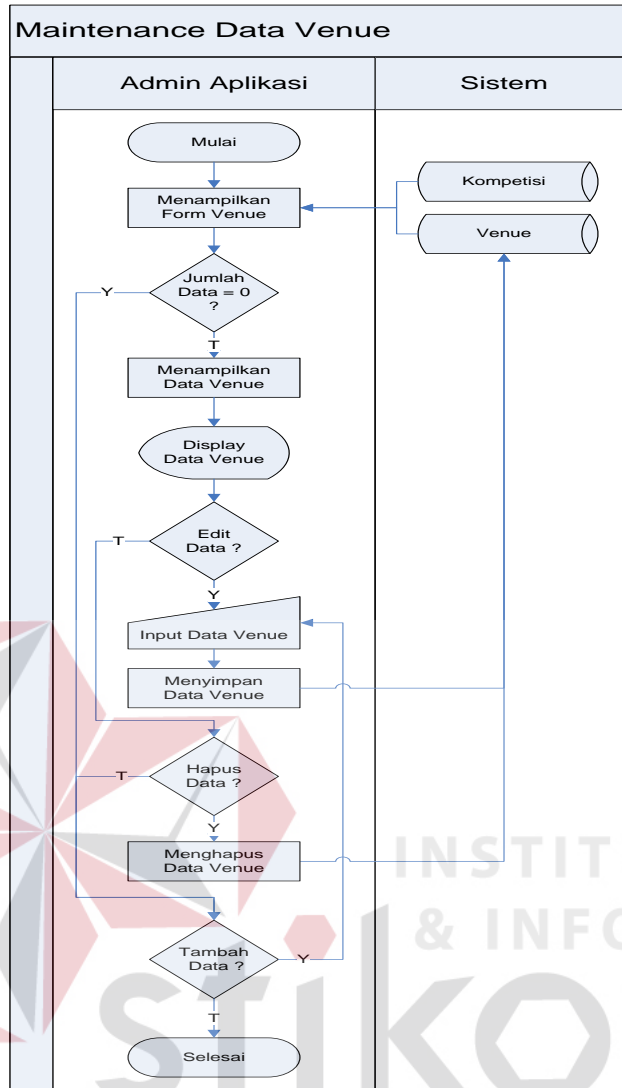 Maintenance Data Venue
Admin Aplikasi
Sistem
Mulai
Menampilkan
Form Venue
Kompetisi
Venue
Jumlah
Data = 0
?
Y
T
Menampilkan
Data Venue
Display
Data Venue
Edit
Data ?
T
Y
Input Data Venue
Menyimpan
Data Venue
Hapus
Data ?
T
Y
Menghapus
Data Venue
INSTIT
& INFO
Tambah
Data ?
Y
T
stiko
Selesai